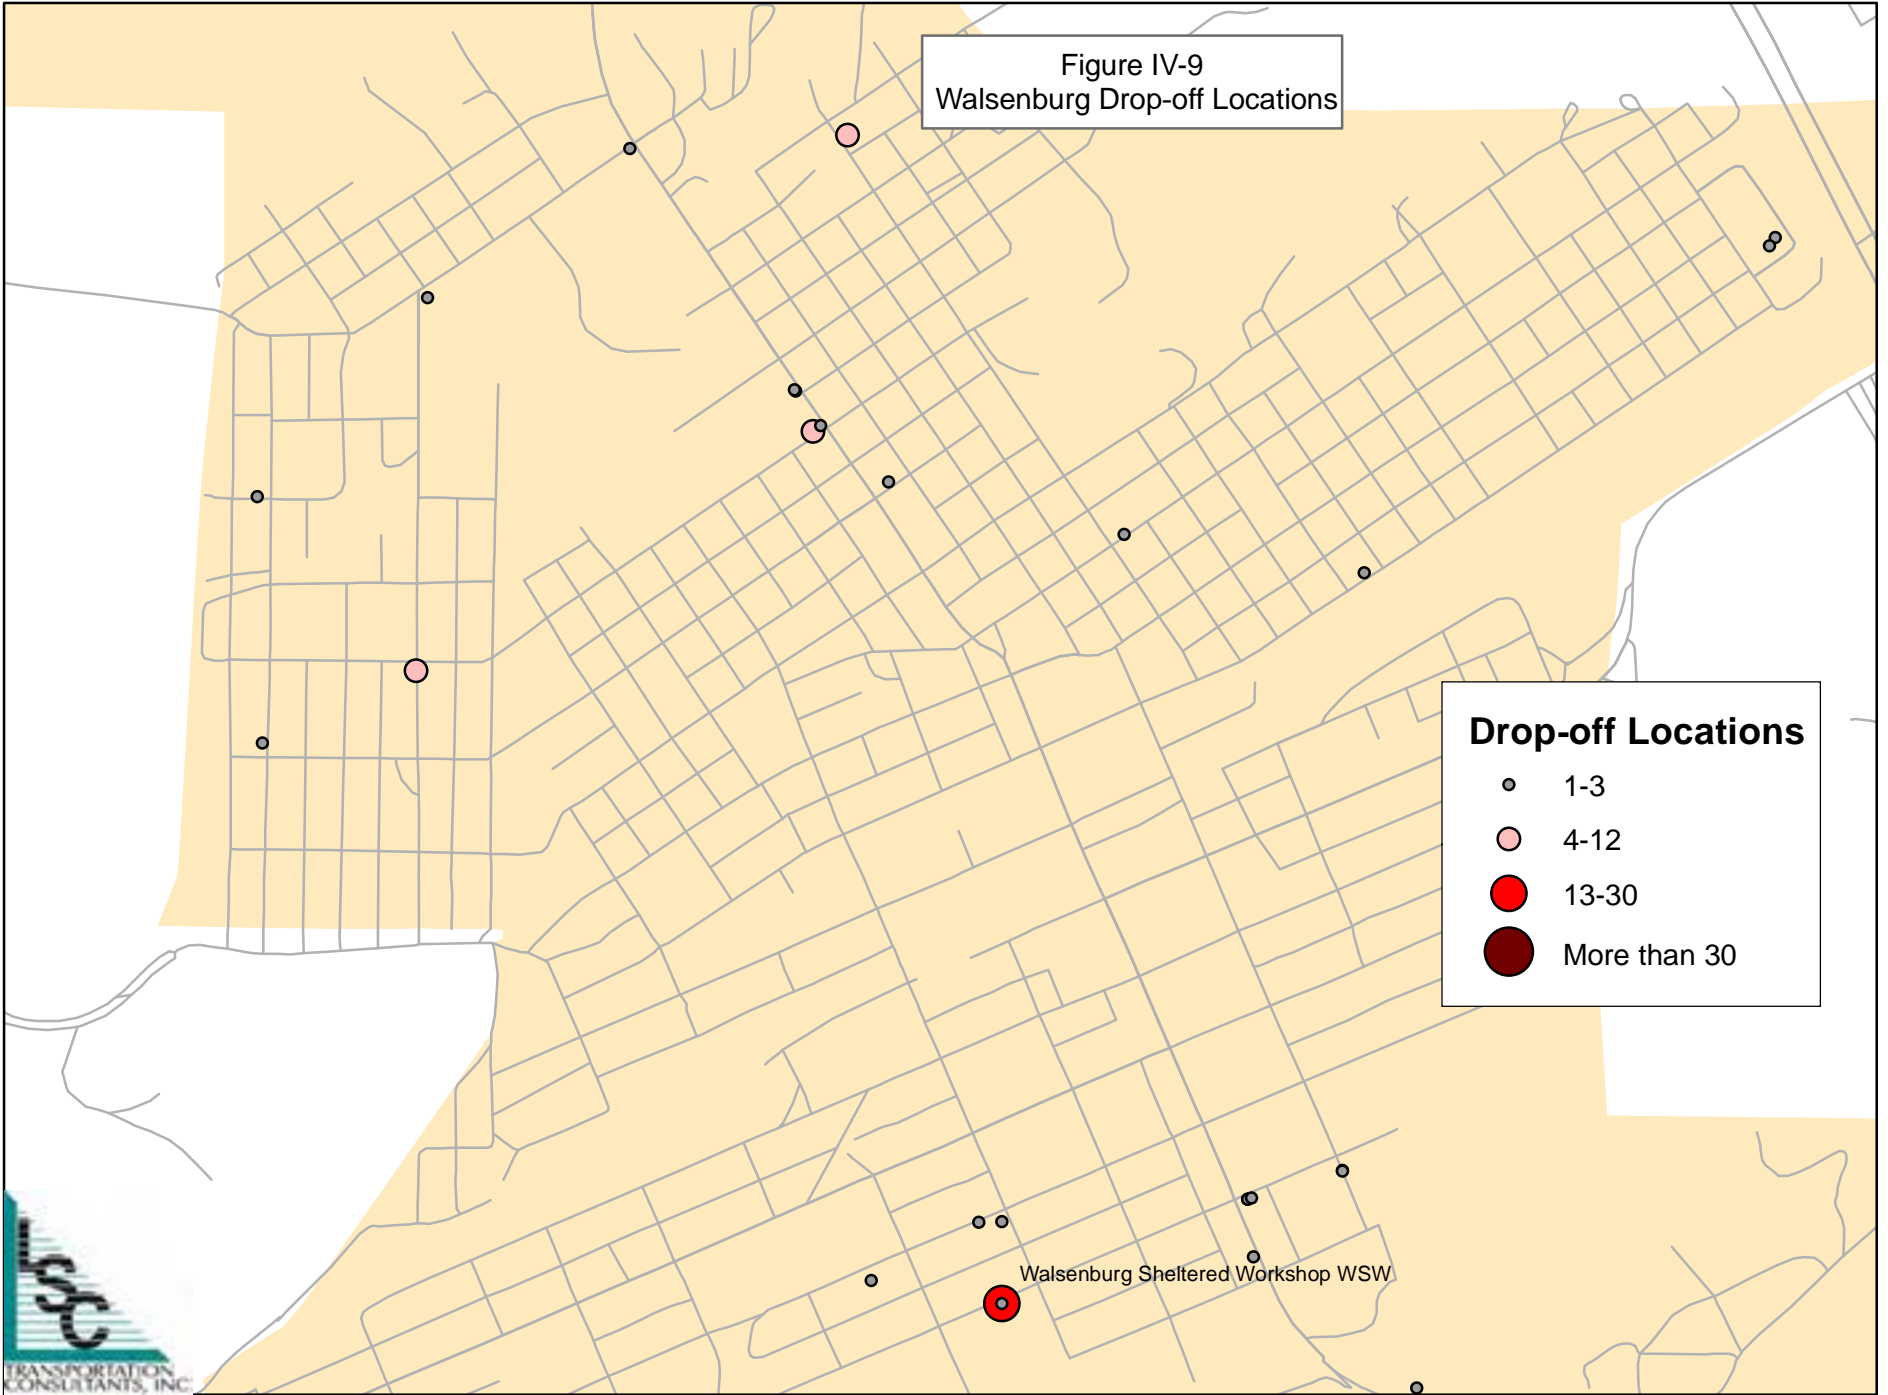 Figure IV-9
Walsenburg Drop-off Locations
Drop-off Locations
1-3
4-12
13-30
More than 30
Walsenburg Sheltered Workshop WSW
LSC
TRANSPORTATION
CONSULTANTS, INC